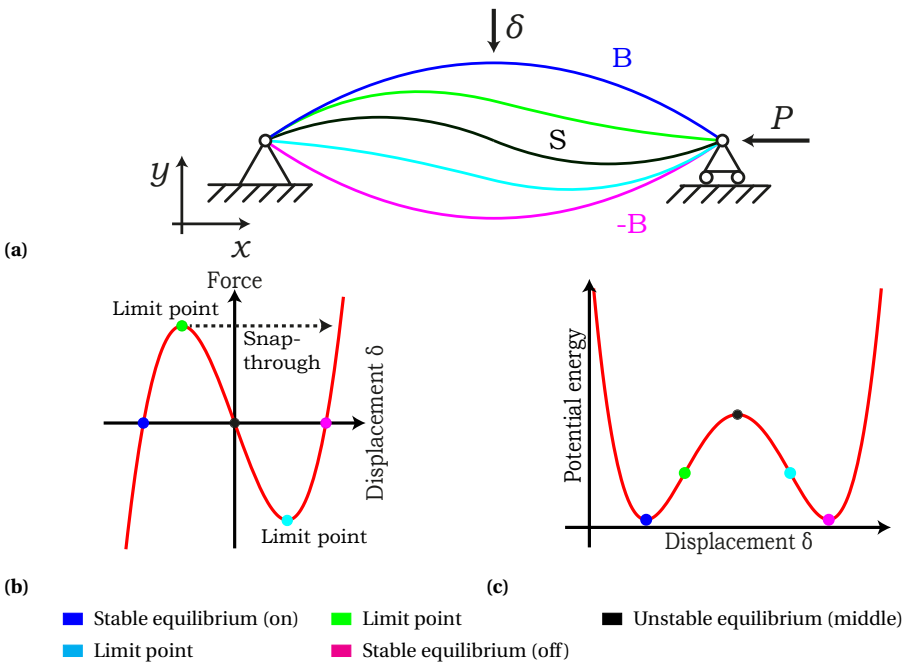 δ
B
P
S
y
-B
x
(a)
Force
Limit point
Snap-
through
Displacement δ
Limit point
Potential energy
Displacement δ
(b)
(c)
Stable equilibrium (on)
Limit point
Unstable equilibrium (middle)
Limit point
Stable equilibrium (off)